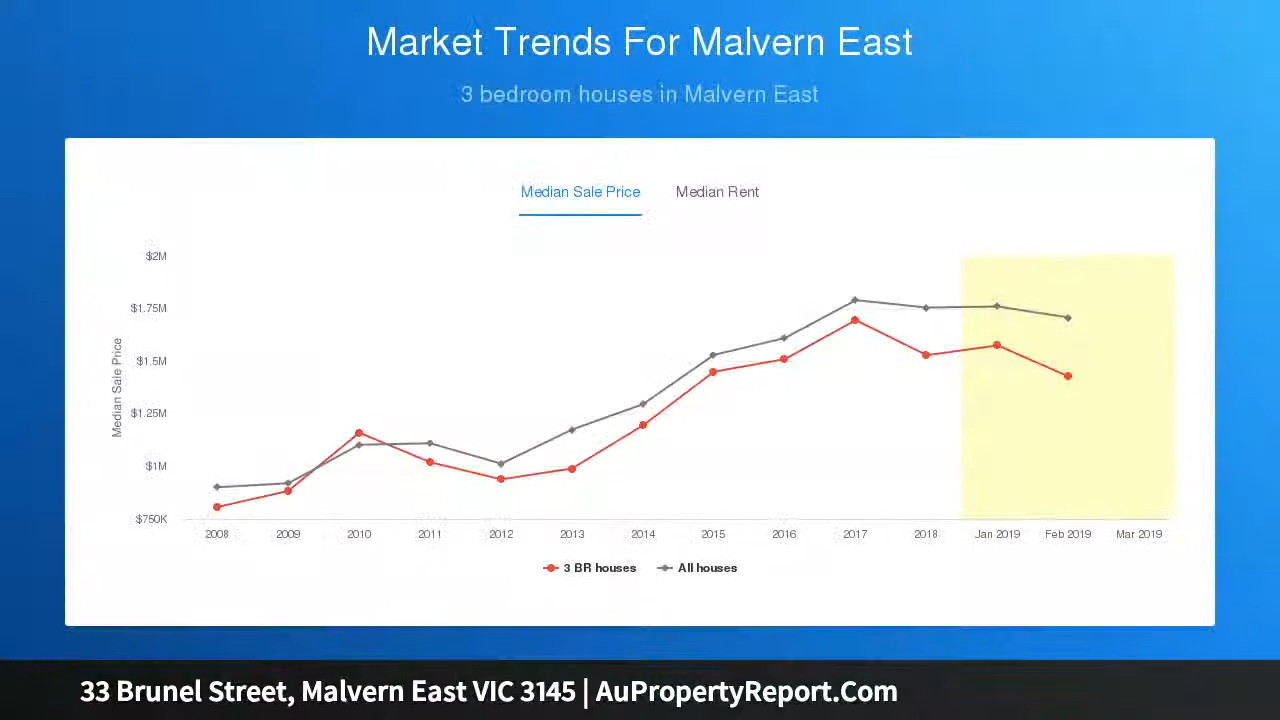 Market Trends For Malvern East
3 bedroom houses in Malvern East
Median Sale Price Median Rent
Median Sale Price
$2M
$1.75M
$1.5M
$1.25M
$1M
$750K
2008 2009 2010 2011 2012 2013 2014 2015 2016 2017 2018 Jan 2019 Feb 2019 Mar 2019
3 BR houses All houses
33 Brunel Street, Malvern East VIC 3145 | AuPropertyReport.Com